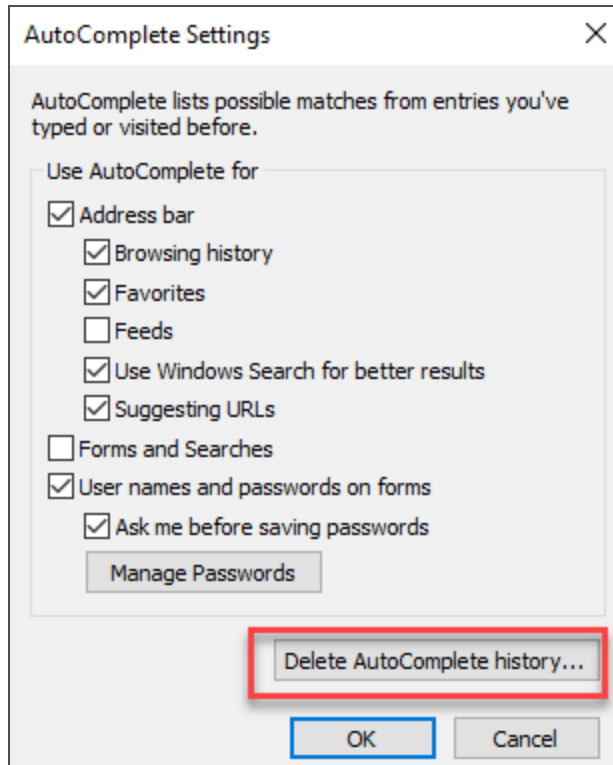 AutoComplete Settings
AutoComplete lists possible matches from entries you've
typed or visited before.
Use AutoComplete for
Address bar
Browsing history
Favorites
Feeds
Use Windows Search for better results
Suggesting URLs
Forms and Searches
User names and passwords on forms
Ask me before saving passwords
Manage Passwords
Delete AutoComplete history...
OK Cancel